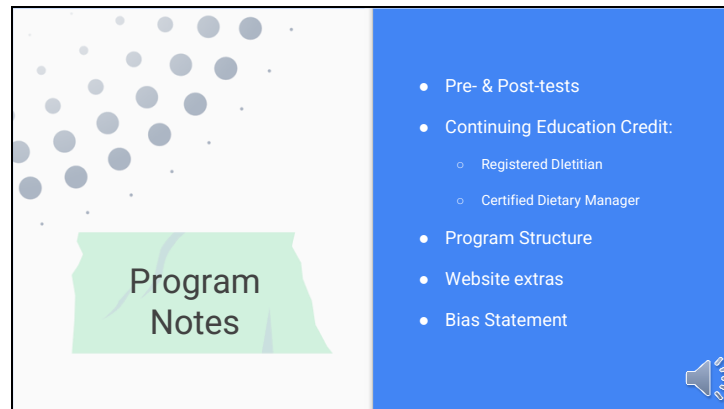 Program
Notes
● Pre- & Post-tests
● Continuing Education Credit:
○ Registered DIetitian
○ Certified Dietary Manager
● Program Structure
● Website extras
● Bias Statement